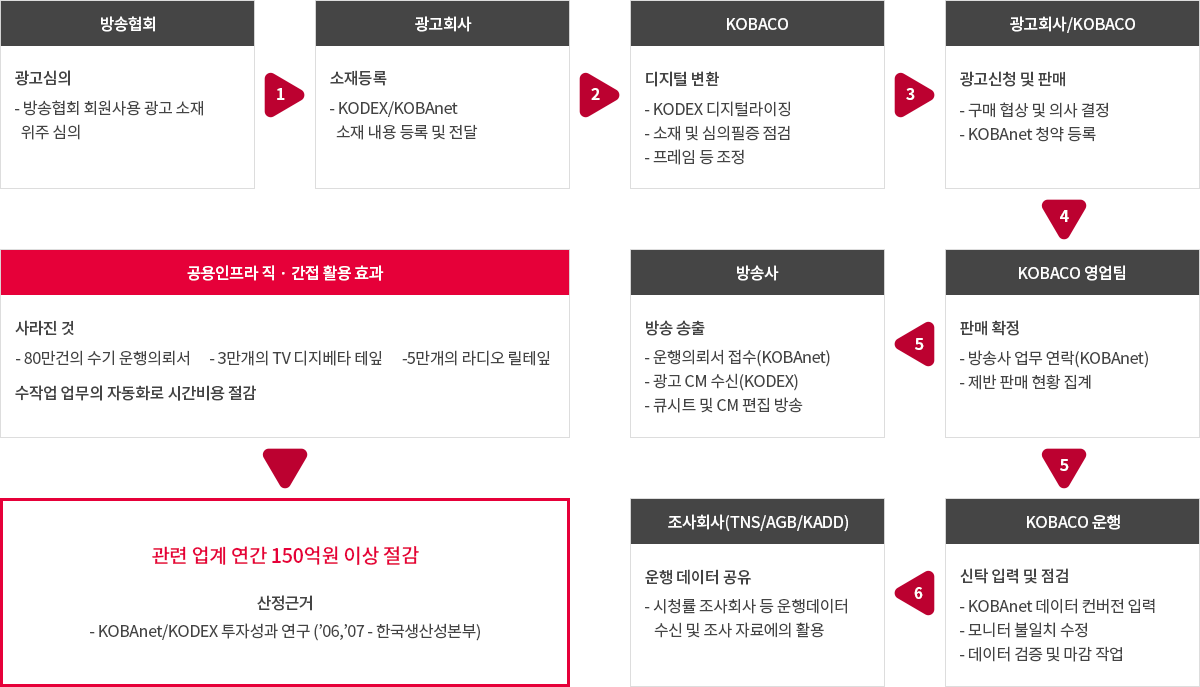 방송협회
광고심의
- 방송협회 회원사용 광고 소재
위주 심의
1
광고회사
소재등록
- KODEX/KOBAnet
소재 내용 등록 및 전달
2
KOBACO
디지털 변환
- KODEX 디지털라이징
- 소재 및 심의필증 점검
- 프레임 등 조정
3
광고회사/KOBACO
광고신청 및 판매
- 구매 협상 및 의사 결정
- KOBAnet 청약 등록
4
KOBACO 영업팀
판매 확정
- 방송사 업무 연락(KOBAnet)
- 제반 판매 현황 집계
5
방송사
방송 송출
- 운행의뢰서 접수(KOBAnet)
- 광고 CM 수신(KODEX)
- 큐시트 및 CM 편집 방송
5
KOBACO 운행
신탁 입력 및 점검
- KOBAnet 데이터 컨버전 입력
- 모니터 불일치 수정
- 데이터 검증 및 마감 작업
6
조사회사(TNS/AGB/KADD)
운행 데이터 공유
- 시청률 조사회사 등 운행데이터
수신 및 조사 자료에의 활용
공용인프라 직 · 간접 활용 효과
사라진 것
- 80만건의 수기 운행의뢰서 - 3만개의 TV 디지베타 테잎 -5만개의 라디오 릴테잎
수작업 업무의 자동화로 시간비용 절감
관련 업계 연간 150억원 이상 절감
산정근거
- KOBAnet/KODEX 투자성과 연구 (’06,’07 - 한국생산성본부)